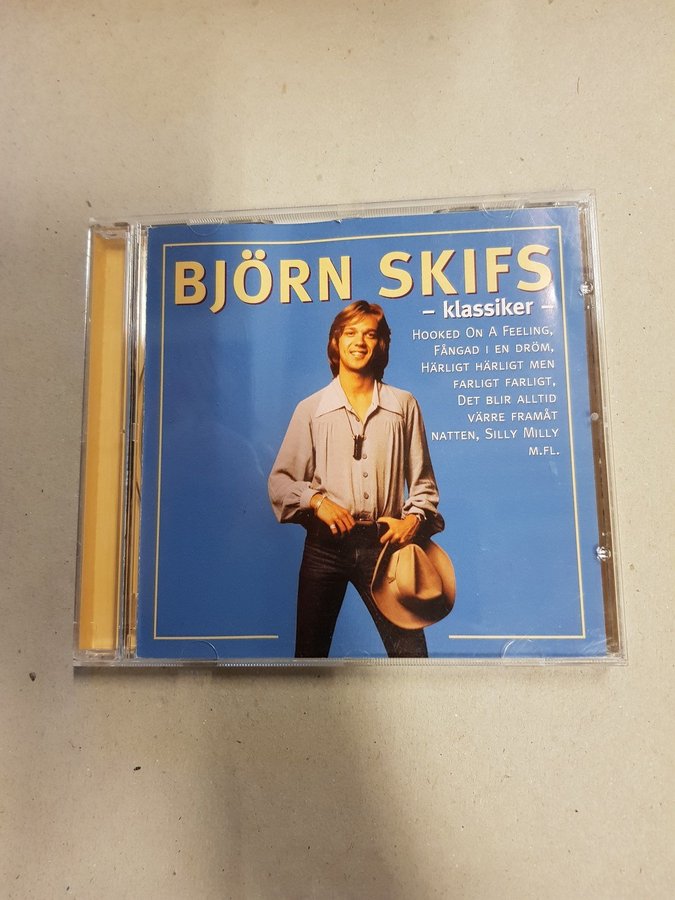 BJÖRN SKIFS
– klassiker –
HOOKED ON A FEELING,
FÅNGAD I EN DRÖM,
HÄRLIGT HÄRLIGT MEN
FARLIGT FARLIGT,
DET BLIR ALLTID
VÄRRE FRAMÅT
NATTEN, SILLY MILLY
M.FL.